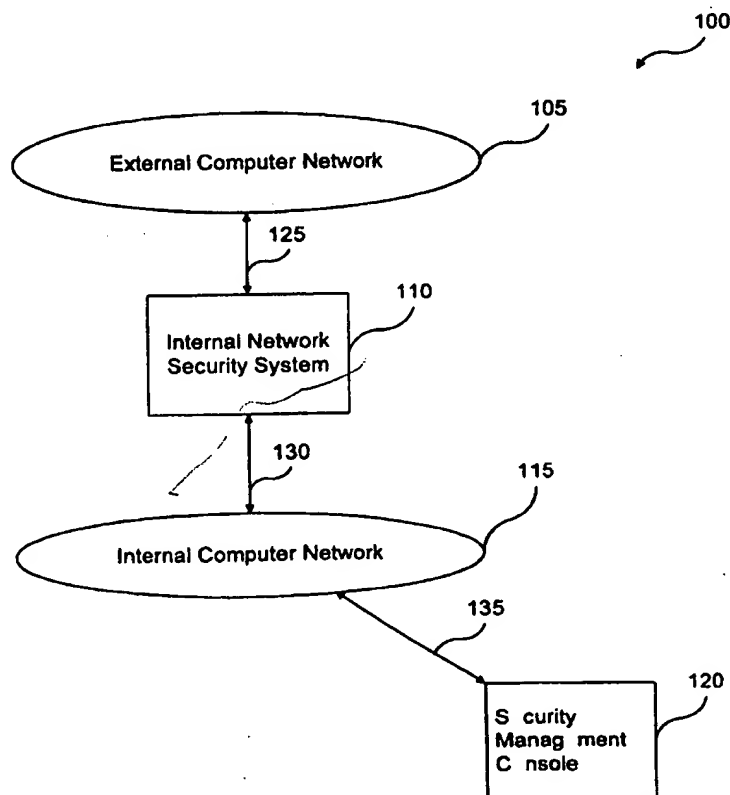 100
105
External Computer Network
125
110
Internal Network
Security System
130
115
Internal Computer Network
135
120
S curity
Manag ment
C nsole